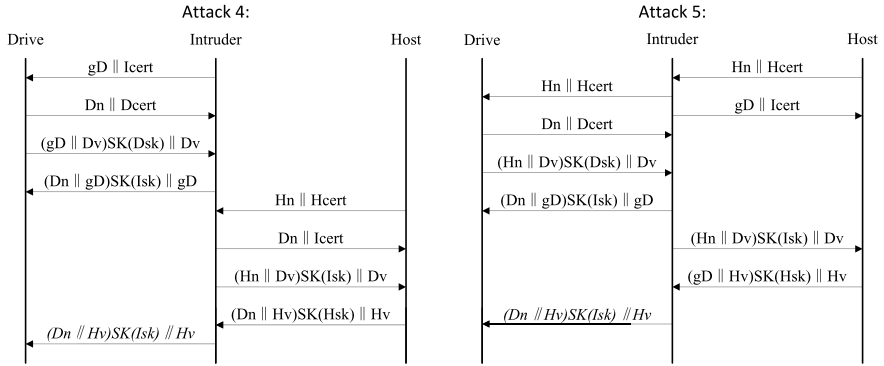 Attack 4:
Drive Intruder Host
gD ‖ Icert
Dn ‖ Dcert
(gD ‖ Dv)SK(Dsk) ‖ Dv
(Dn ‖ gD)SK(Isk) ‖ gD
Hn ‖ Hcert
Dn ‖ Icert
(Hn ‖ Dv)SK(Isk) ‖ Dv
(Dn ‖ Hv)SK(Hsk) ‖ Hv
(Dn ‖ Hv)SK(Isk) ‖ Hv
Attack 5:
Drive Intruder Host
Hn ‖ Hcert
Hn ‖ Hcert
gD ‖ Icert
Dn ‖ Dcert
(Hn ‖ Dv)SK(Dsk) ‖ Dv
(Dn ‖ gD)SK(Isk) ‖ gD
(Hn ‖ Dv)SK(Isk) ‖ Dv
(gD ‖ Hv)SK(Hsk) ‖ Hv
(Dn ‖ Hv)SK(Isk) ‖ Hv